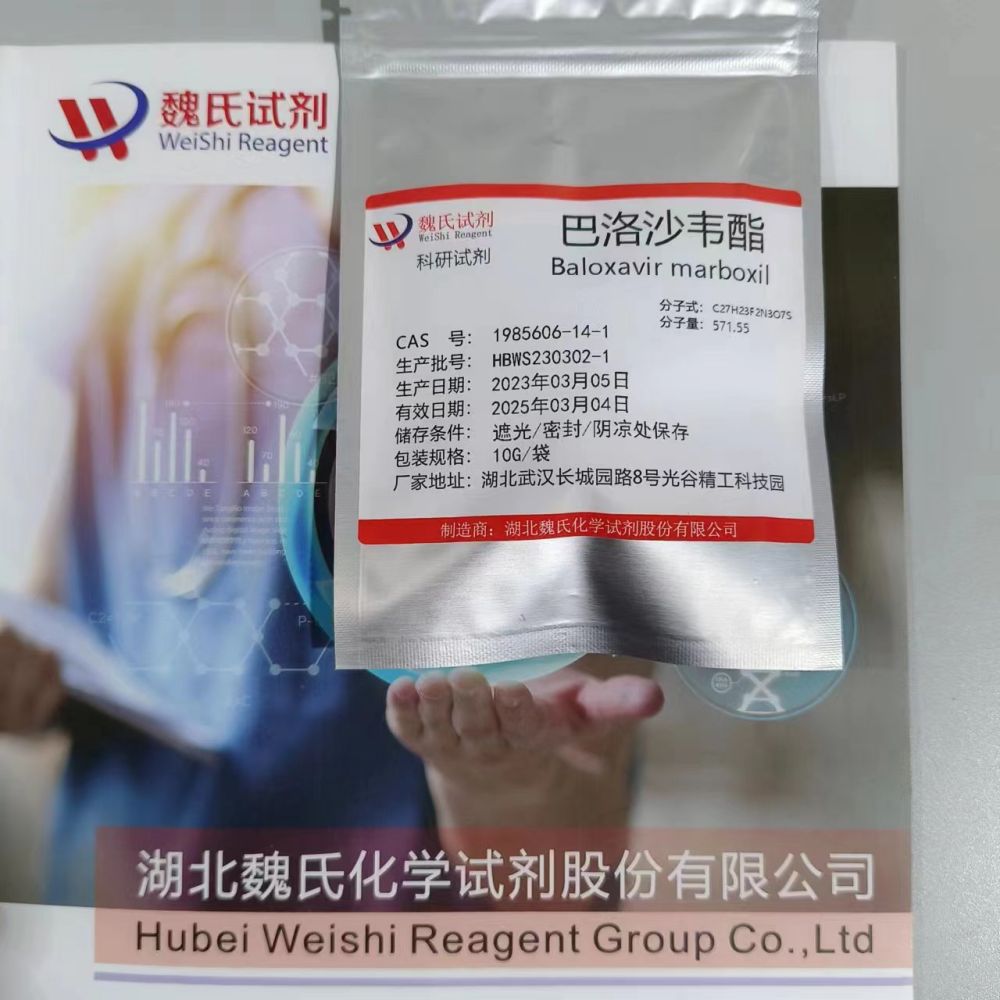 魏氏试剂
WeiShi Reagent
魏氏试剂
WeiShi Reagent
科研试剂
巴洛沙韦酯
Baloxavir marboxil
分子式: C27H23F2N3O7S
分子量: 571.55
CAS 号: 1985606-14-1
生产批号: HBWS230302-1
生产日期: 2023年03月05日
有效日期: 2025年03月04日
储存条件: 遮光/密封/阴凉处保存
包装规格: 10G/袋
厂家地址: 湖北武汉长城园路8号光谷精工科技园
制造商: 湖北魏氏化学试剂股份有限公司
120
70
40
A B C D E
湖北魏氏化学试剂股份有限公司
Hubei Weishi Reagent Group Co.,Ltd